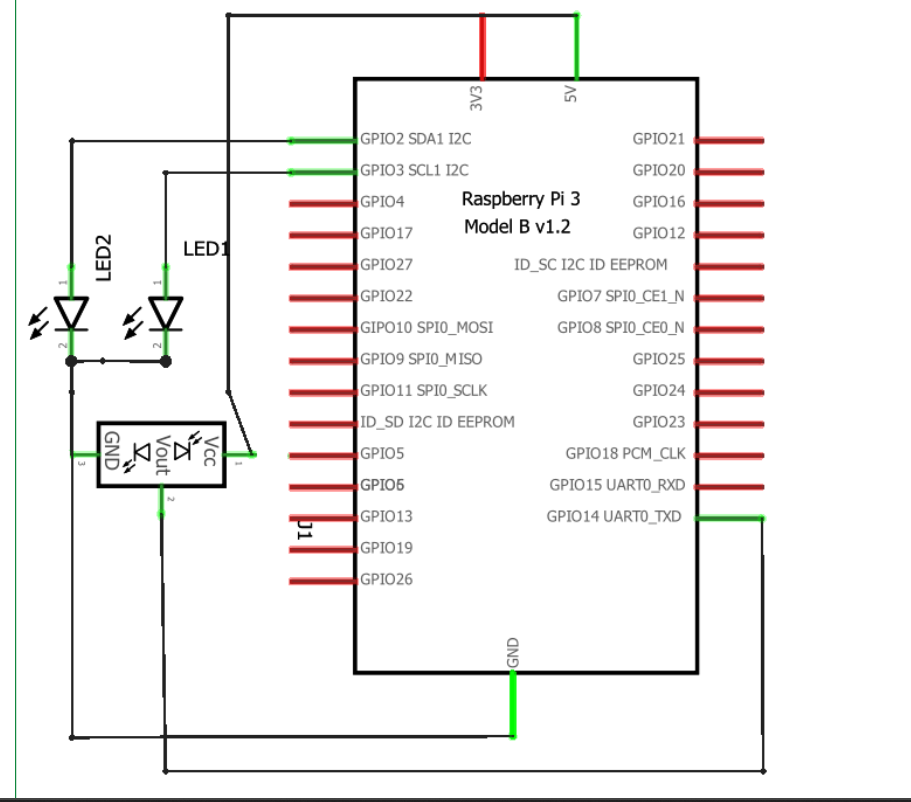 3V3
5V
GPIO2 SDA1 I2C
GPIO3 SCL1 I2C
GPIO4
GPIO17
GPIO27
GPIO22
GIPO10 SPI0_MOSI
GPIO9 SPI0_MISO
GPIO11 SPI0_SCLK
ID_SD I2C ID EEPROM
GPIO5
GPIO6
GPIO13
GPIO19
GPIO26
Raspberry Pi 3
Model B v1.2
GPIO21
GPIO20
GPIO16
GPIO12
ID_SC I2C ID EEPROM
GPIO7 SPI0_CE1_N
GPIO8 SPI0_CE0_N
GPIO25
GPIO24
GPIO23
GPIO18 PCM_CLK
GPIO15 UART0_RXD
GPIO14 UART0_TXD
GND
LED2
1
2
LED1
1
2
GND
Vout
Vcc
3
1
2
J1